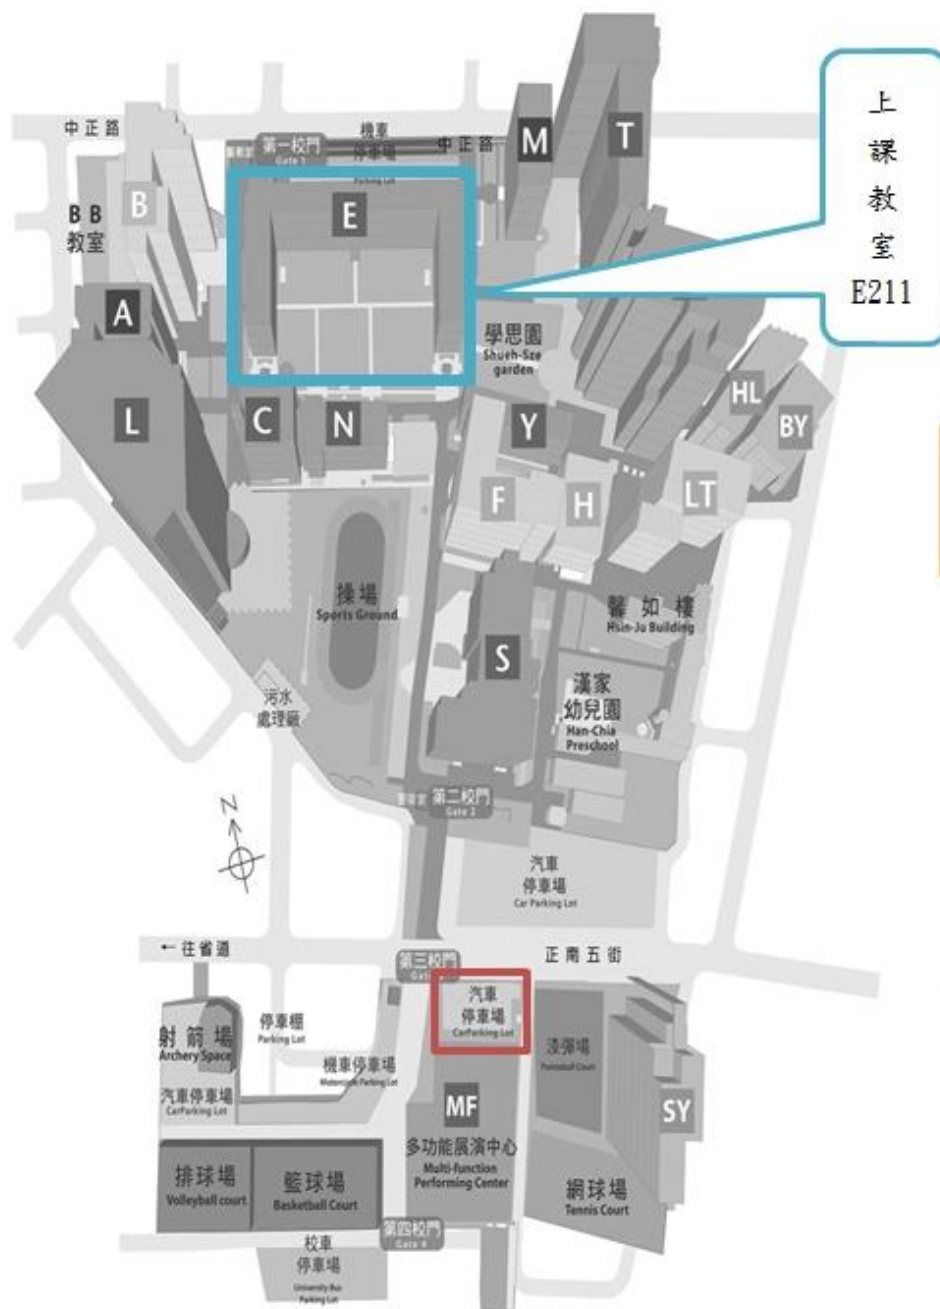 中正路
第一校門
Gate 1
機車
停車場
Parking Lot
中正路
M
T
上
課
教
室
E211
B B
教室
B
E
A
學思園
Shueh-Sze
garden
L
C
N
Y
HL
BY
F
H
LT
操場
Sports Ground
馨如樓
Hsin-Ju Building
S
漢家
幼兒園
Han-Chia
Preschool
污水
處理廠
第二校門
Gate 2
N
汽車
停車場
Car Parking Lot
←往省道
正南五街
第三校門
汽車
停車場
CarParking Lot
射箭場
Archery Space
停車棚
Parking Lot
機車停車場
Motorcycle Parking Lot
漆彈場
Paintball Court
汽車停車場
CarParking Lot
MF
SY
多功能展演中心
Multi-function
Performing Center
排球場
Volleyball court
籃球場
Basketball Court
網球場
Tennis Court
第四校門
Gate 4
校車
停車場
University Bus
Parking Lot